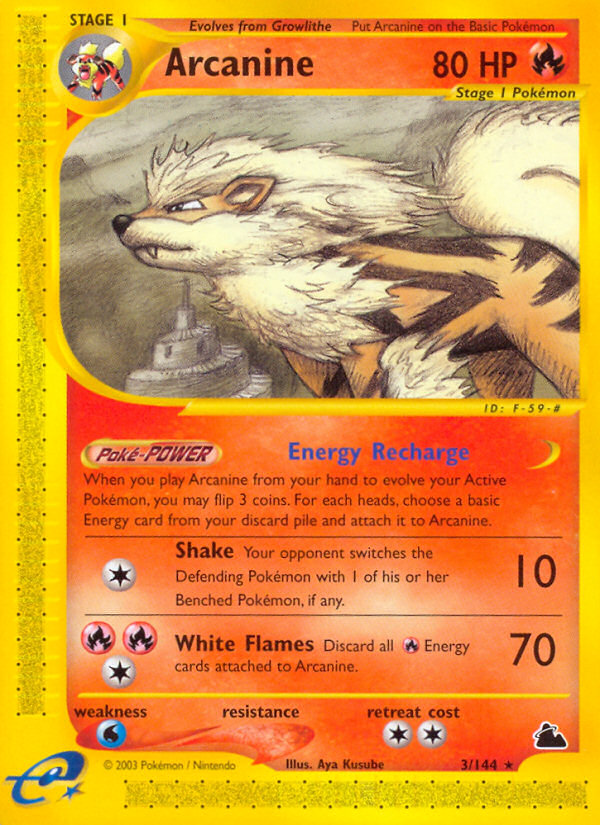 STAGE 1
Evolves from Growlithe Put Arcanine on the Basic Pokémon
Arcanine 80 HP
Stage 1 Pokémon
ID: F-59-#
Poké-POWER Energy Recharge
When you play Arcanine from your hand to evolve your Active
Pokémon, you may flip 3 coins. For each heads, choose a basic
Energy card from your discard pile and attach it to Arcanine.
Shake Your opponent switches the
Defending Pokémon with 1 of his or her
Benched Pokémon, if any.
10
White Flames Discard all Energy
cards attached to Arcanine.
70
weakness resistance retreat cost
© 2003 Pokémon / Nintendo Illus. Aya Kusube 3/144 ★
e